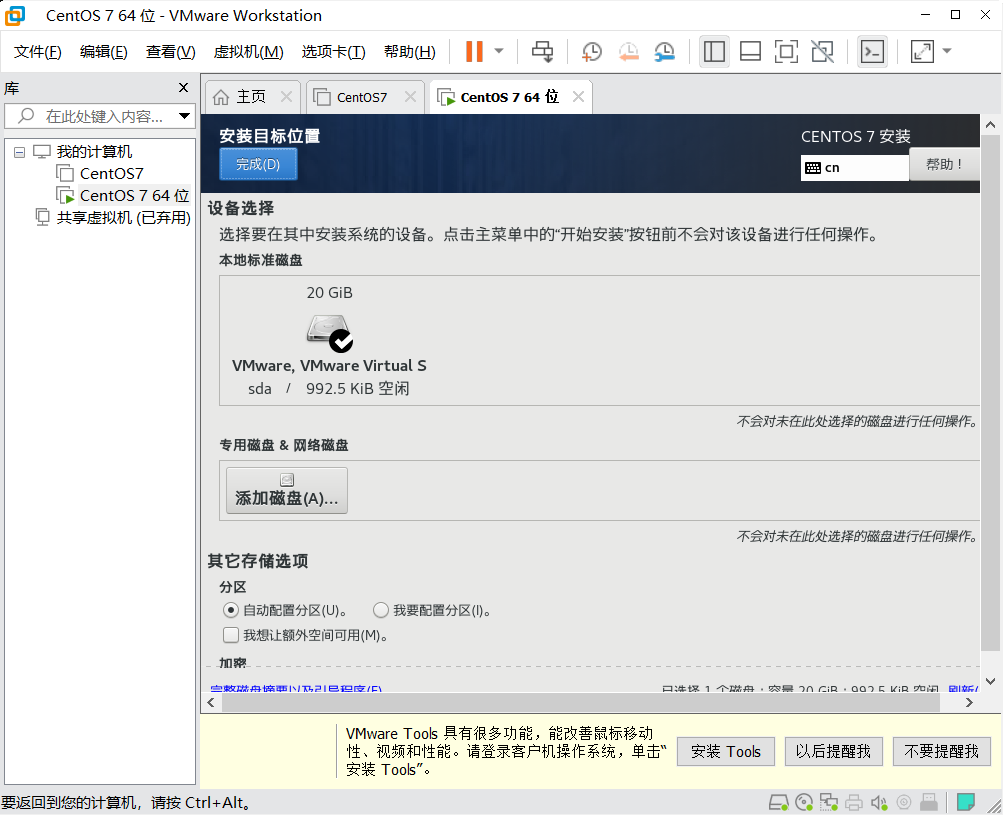 CentOS 7 64 位 - VMware Workstation
文件(F) 编辑(E) 查看(V) 虚拟机(M) 选项卡(T) 帮助(H)
库
在此处键入内容...
我的计算机
CentOS7
CentOS 7 64 位
共享虚拟机 (已弃用)
主页 CentOS7 CentOS 7 64 位
安装目标位置
CENTOS 7 安装
完成(D)
cn
帮助！
设备选择
选择要在其中安装系统的设备。点击主菜单中的“开始安装”按钮前不会对该设备进行任何操作。
本地标准磁盘
20 GiB
VMware, VMware Virtual S
sda / 992.5 KiB 空闲
不会对未在此处选择的磁盘进行任何操作。
专用磁盘 & 网络磁盘
添加磁盘(A)...
不会对未在此处选择的磁盘进行任何操作。
其它存储选项
分区
自动配置分区(U)。 我要配置分区(I)。
我想让额外空间可用(M)。
加密
完整磁盘摘要以及引导程序(F)
已选择 1 个磁盘；容量 20 GiB；992.5 KiB 空闲 刷新(
VMware Tools 具有很多功能，能改善鼠标移动
性、视频和性能。请登录客户机操作系统，单击“
安装 Tools”。
安装 Tools 以后提醒我 不要提醒我
要返回到您的计算机，请按 Ctrl+Alt。